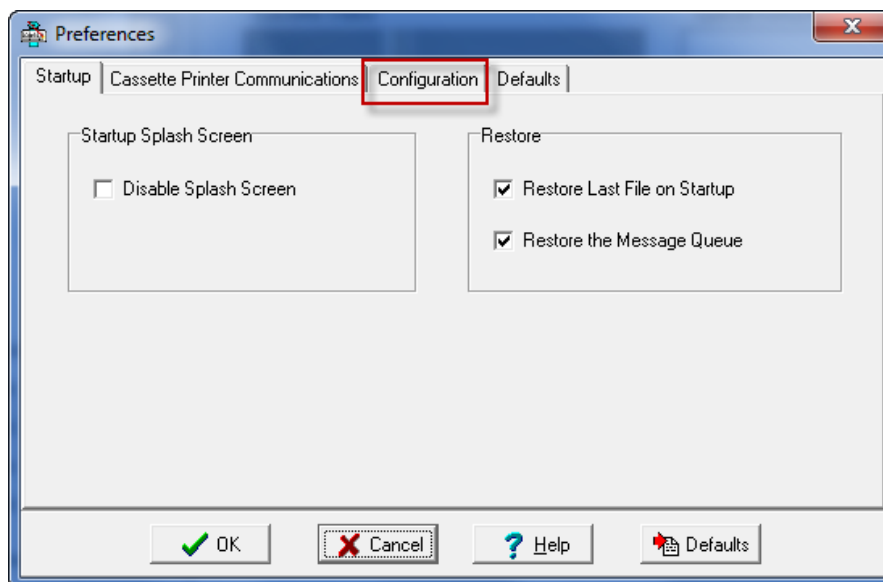 Preferences
Startup Cassette Printer Communications Configuration Defaults
Startup Splash Screen
Disable Splash Screen
Restore
Restore Last File on Startup
Restore the Message Queue
OK Cancel Help Defaults